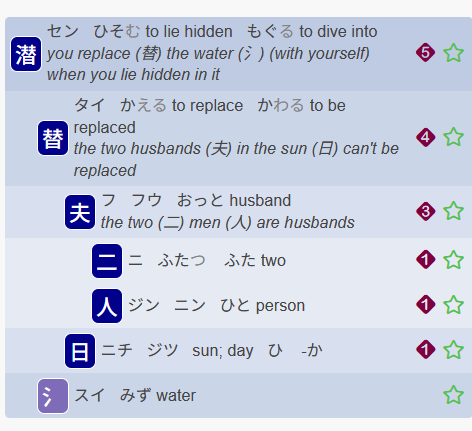 潜 セン ひそむ to lie hidden もぐる to dive into
you replace (替) the water (氵) (with yourself)
when you lie hidden in it
5
替 タイ かえる to replace かわる to be
replaced
the two husbands (夫) in the sun (日) can't be
replaced
4
夫 フ フウ おっと husband
the two (二) men (人) are husbands
3
二 ニ ふたつ ふた two
1
人 ジン ニン ひと person
1
日 ニチ ジツ sun; day ひ -か
1
氵 スイ みず water